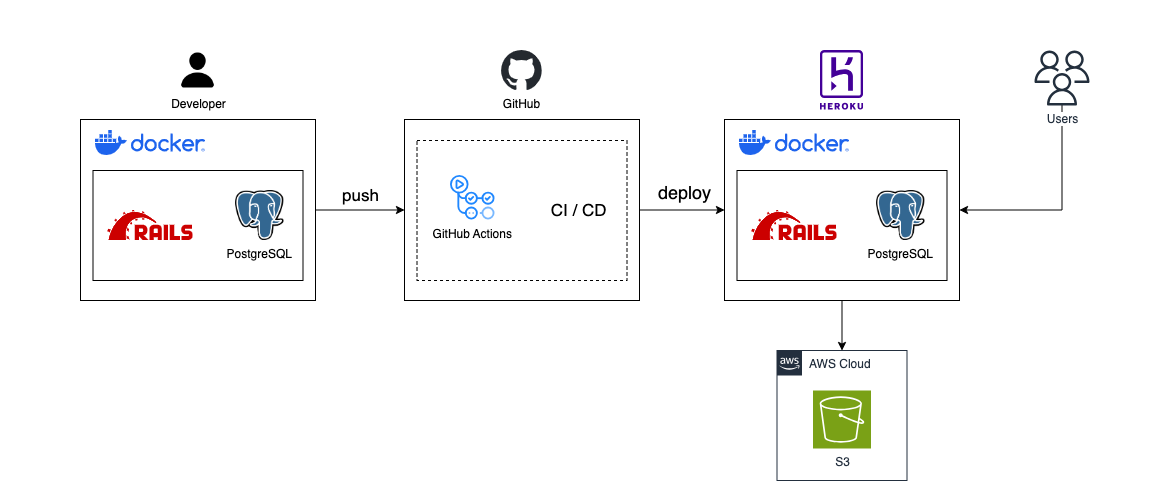 Developer
GitHub
HEROKU
Users
docker
docker
push
deploy
RAILS
PostgreSQL
GitHub Actions
CI / CD
RAILS
PostgreSQL
aws
AWS Cloud
S3